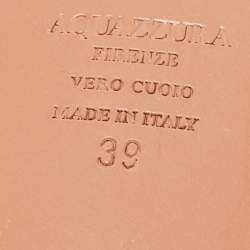 AQUAZZURA
FIRENZE
VERO CUOIO
MADE IN ITALY
39